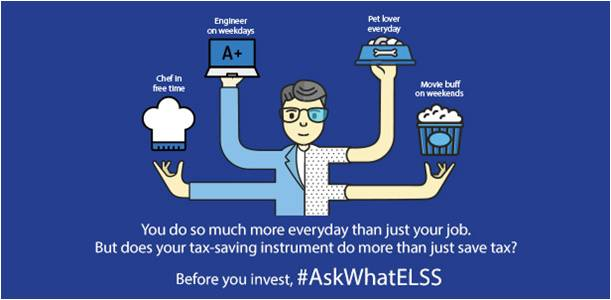 Engineer
on weekdays
A+
Pet lover
everyday
Chef in
free time
Movie buff
on weekends
You do so much more everyday than just your job.
But does your tax-saving instrument do more than just save tax?
Before you invest, #AskWhatELSS